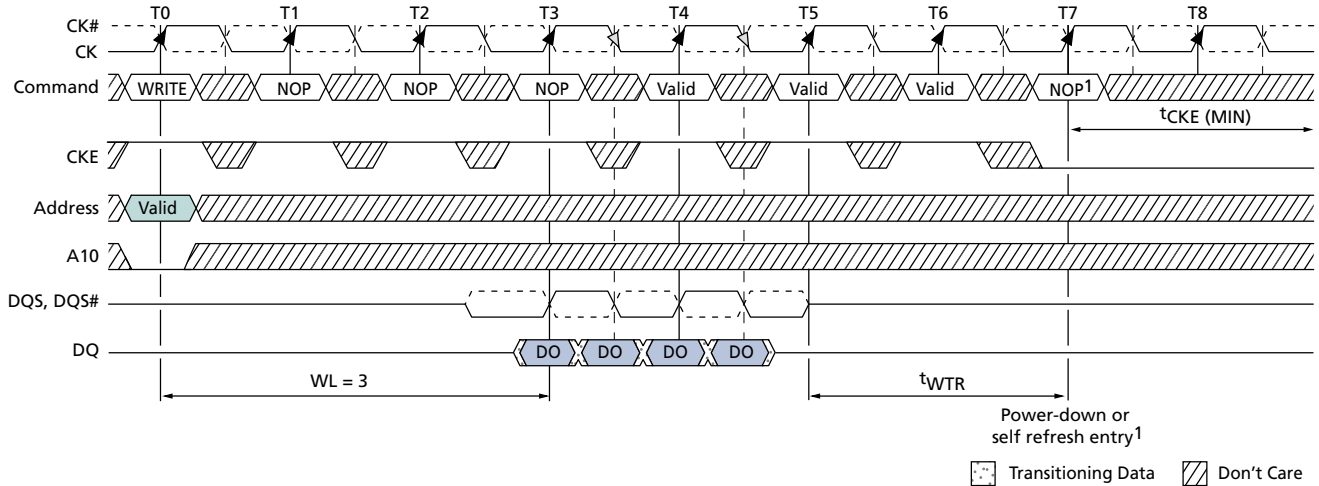 T0 T1 T2 T3 T4 T5 T6 T7 T8
CK#
CK
Command WRITE NOP NOP NOP Valid Valid Valid NOP1
tCKE (MIN)
CKE
Address Valid
A10
DQS, DQS#
DQ DO DO DO DO
WL = 3 tWTR
Power-down or
self refresh entry1
Transitioning Data Don't Care